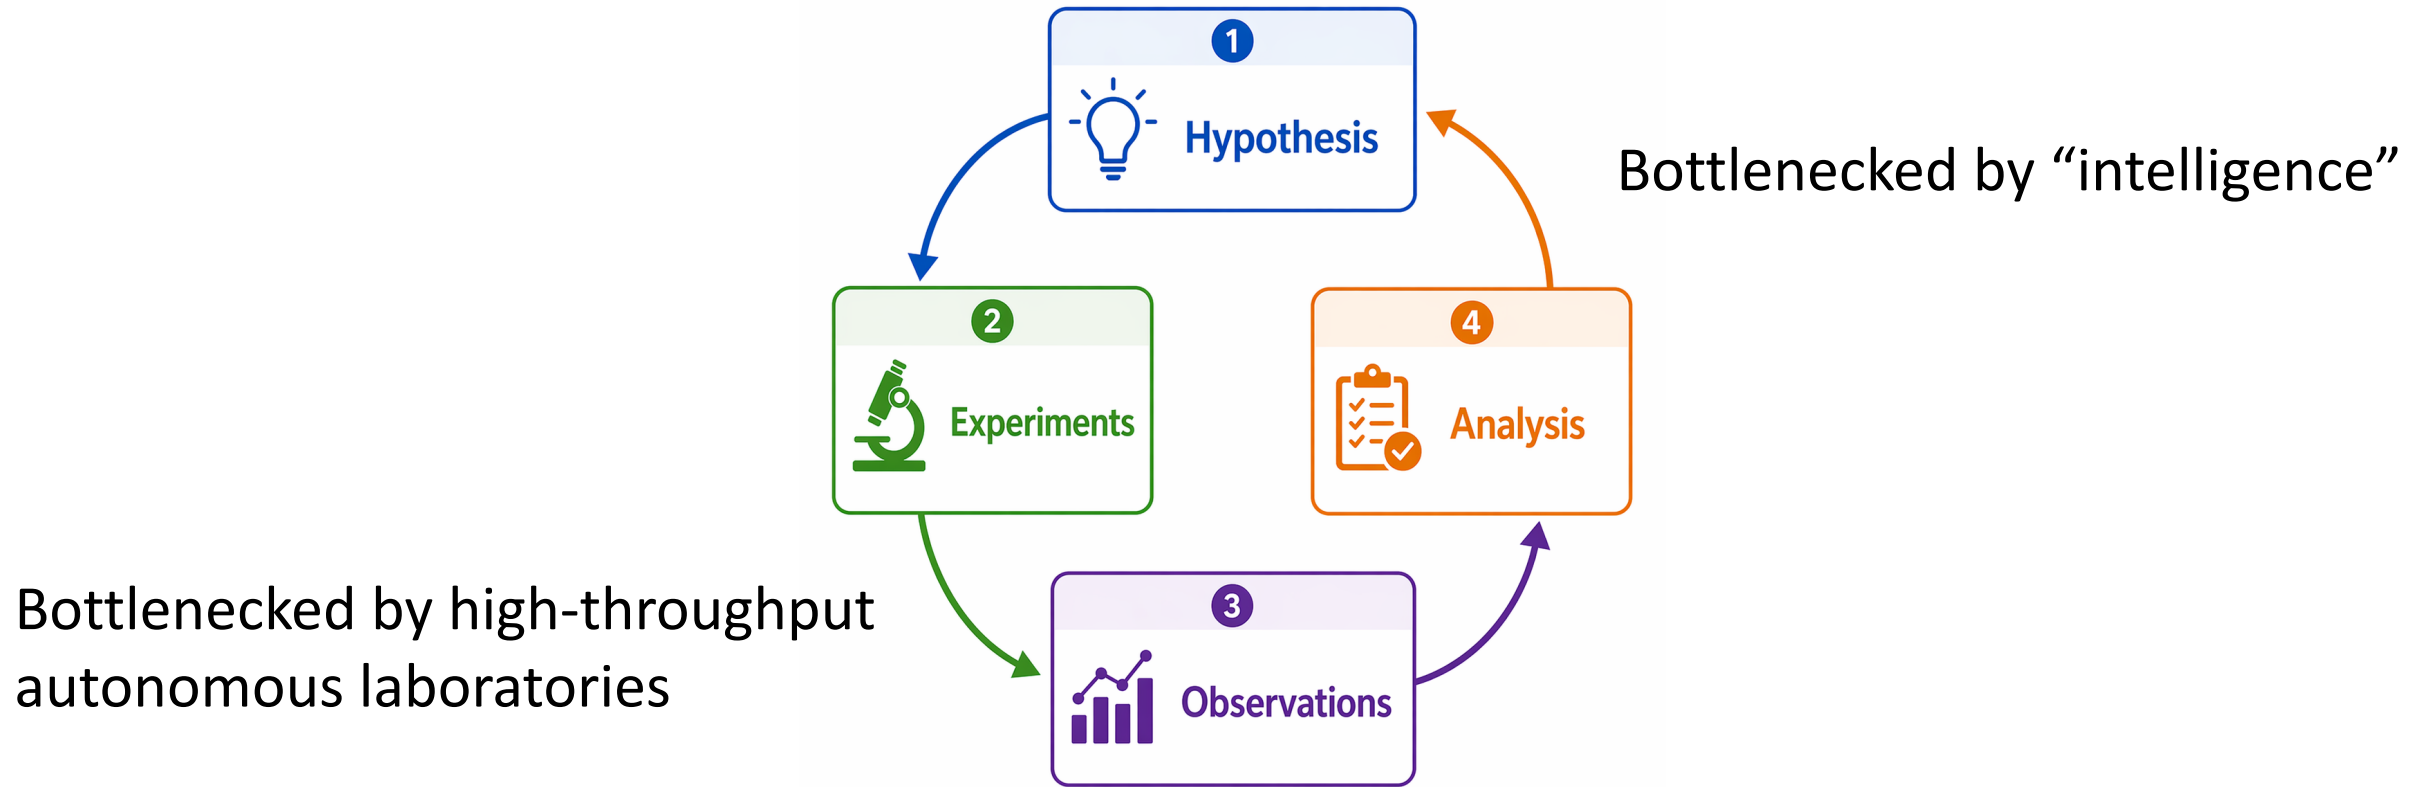 1
Hypothesis
Bottlenecked by “intelligence”
2
Experiments
4
Analysis
Bottlenecked by high-throughput
autonomous laboratories
3
Observations